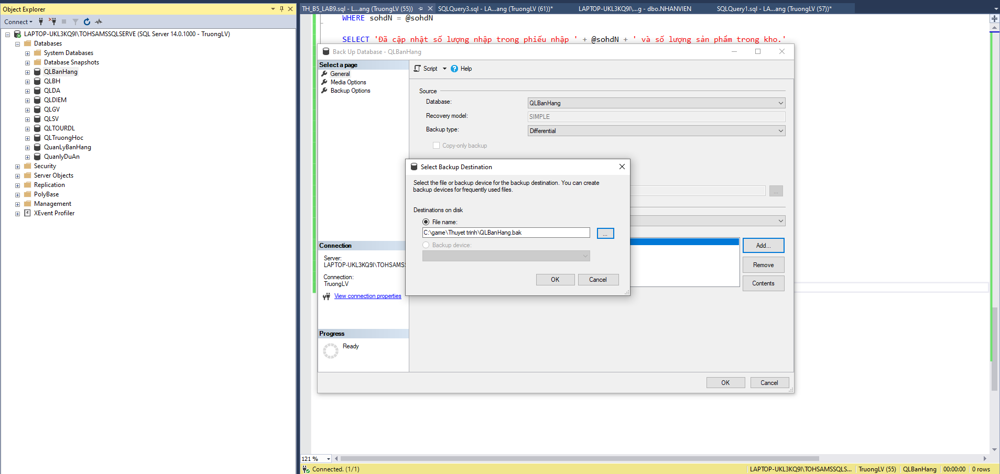 Object Explorer
Connect
LAPTOP-UKL3KQ9I\TOHSAMSSQLSERVE (SQL Server 14.0.1000 - TruongLV)
Databases
System Databases
Database Snapshots
QLBanHang
QLBH
QLDA
QLDIEM
QLGV
QLSV
QLTOURDL
QLTruongHoc
QuanLyBanHang
QuanlyDuAn
Security
Server Objects
Replication
PolyBase
Management
XEvent Profiler
TH_B5_LAB9.sql - L...ang (TruongLV (55))
SQLQuery3.sql - LA...ang (TruongLV (61))*
LAPTOP-UKL3KQ9I\...g - dbo.NHANVIEN
SQLQuery1.sql - LA...ang (TruongLV (57))*
WHERE sohdN = @sohdN
SELECT 'Đã cập nhật số lượng nhập trong phiếu nhập ' + @sohdN + ' và số lượng sản phẩm trong kho.'
Back Up Database - QLBanHang
Select a page
General
Media Options
Backup Options
Script
Help
Source
Database:
QLBanHang
Recovery model:
SIMPLE
Backup type:
Differential
Copy-only backup
...
Select Backup Destination
Select the file or backup device for the backup destination. You can create
backup devices for frequently used files.
Destinations on disk
File name:
C:\game\Thuyet trinh\QLBanHang.bak
...
Backup device:
OK
Cancel
Add...
Remove
Contents
Connection
Server:
LAPTOP-UKL3KQ9I\TOHSAMS
Connection:
TruongLV
View connection properties
Progress
Ready
OK
Cancel
121 %
Connected. (1/1)
LAPTOP-UKL3KQ9I\TOHSAMSSQLS...
TruongLV (55)
QLBanHang
00:00:00
0 rows